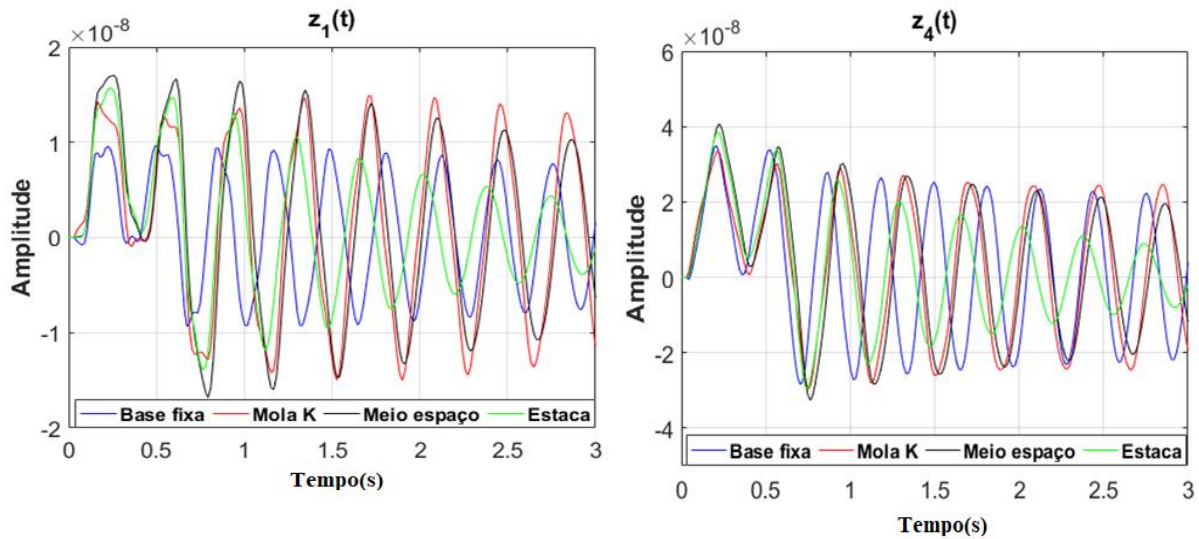 z1(t)
×10-8
2
1
0
-1
-2
Amplitude
0 0.5 1 1.5 2 2.5 3
Tempo(s)
Base fixa Mola K Meio espaço Estaca
z4(t)
×10-8
6
4
2
0
-2
-4
Amplitude
0 0.5 1 1.5 2 2.5 3
Tempo(s)
Base fixa Mola K Meio espaço Estaca